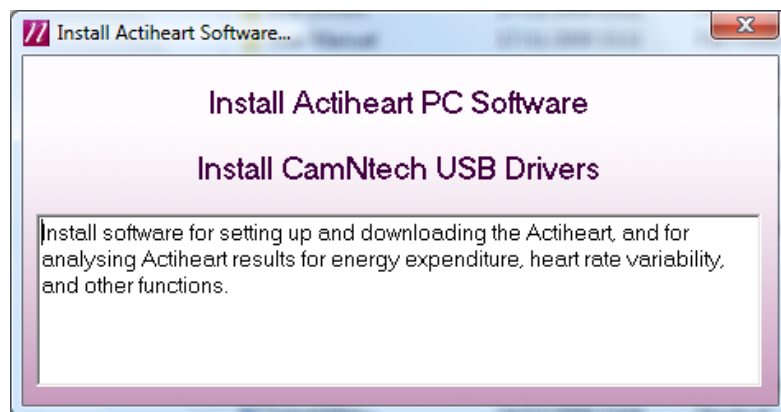 Install Actiheart Software...
Install Actiheart PC Software
Install CamNtech USB Drivers
Install software for setting up and downloading the Actiheart, and for
analysing Actiheart results for energy expenditure, heart rate variability,
and other functions.